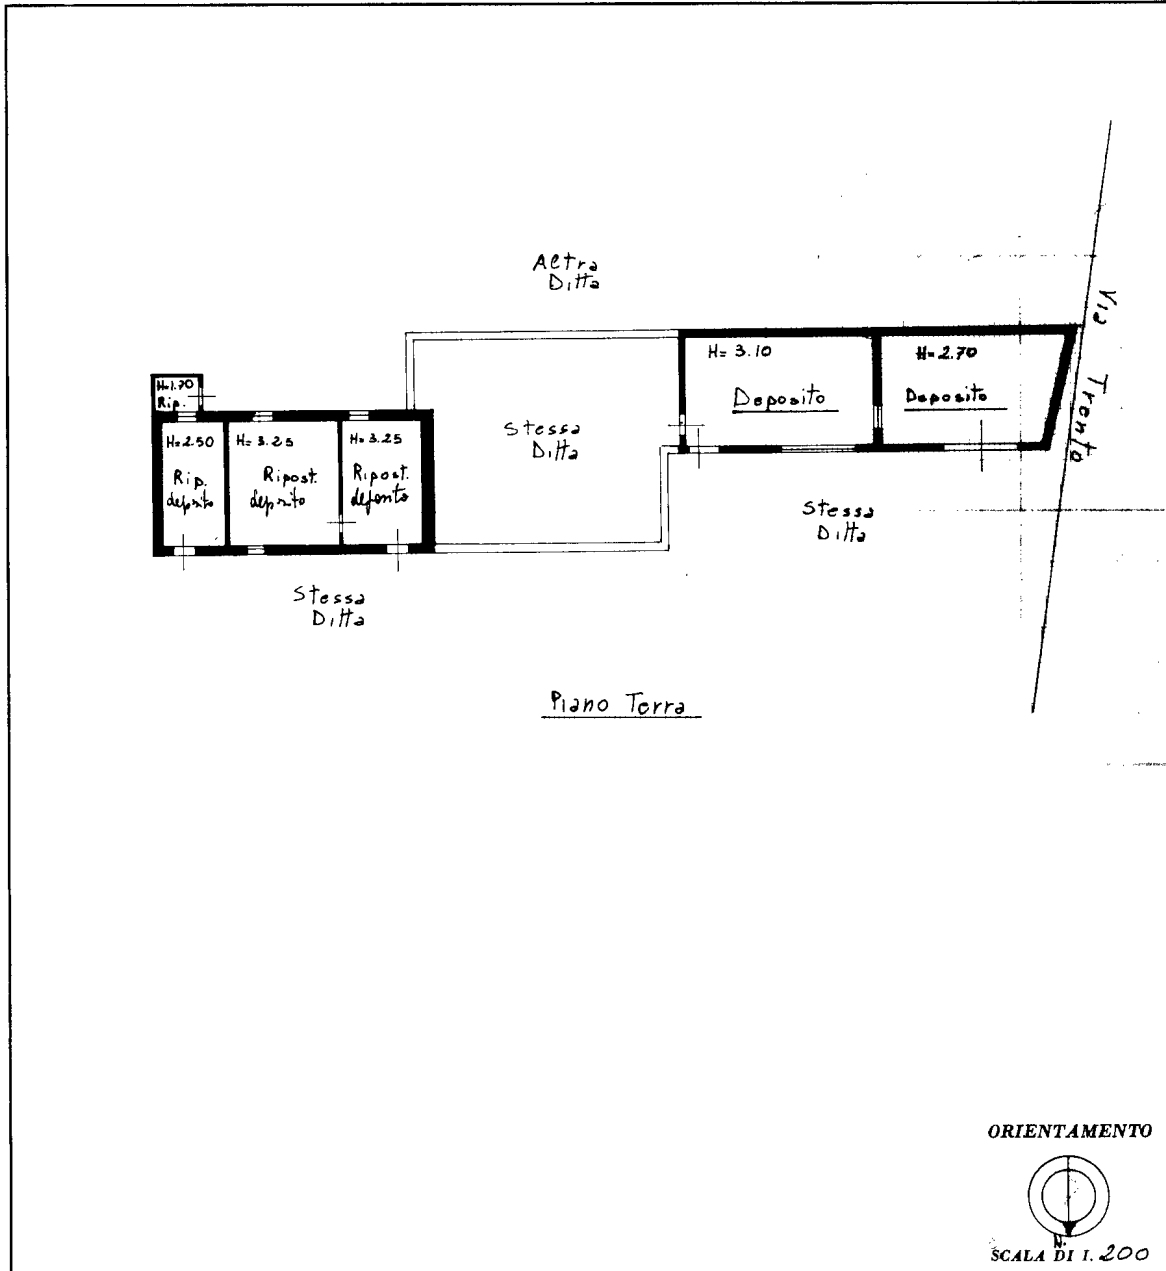 Altra
Ditta
Via Trento
H= 3.10
Deposito
H= 2.70
Deposito
H=1.70
Rip.
Stessa
Ditta
H=2.50
Rip.
deposito
H= 3.25
Ripost.
deposito
H= 3.25
Ripost.
deposito
Stessa
Ditta
Stessa
Ditta
Piano Terra
ORIENTAMENTO
N.
SCALA DI 1. 200